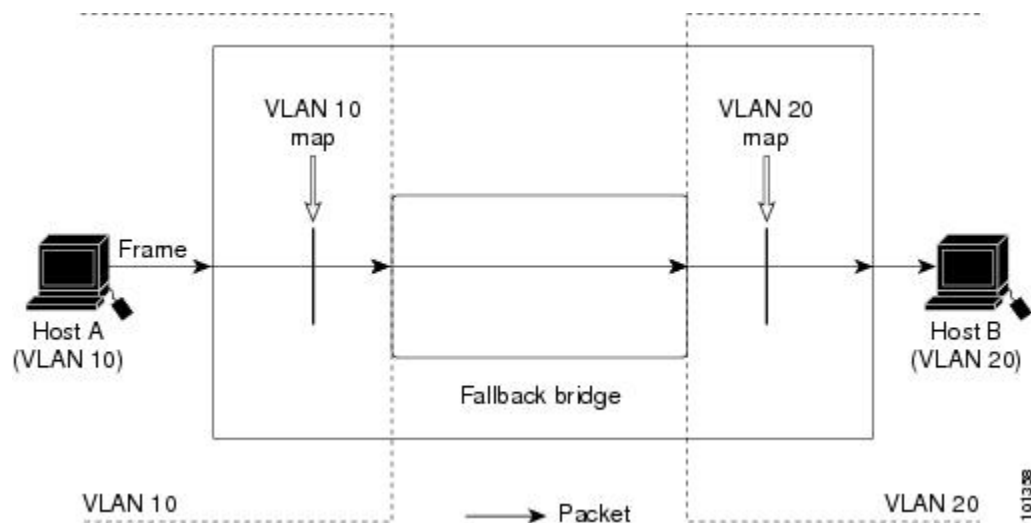 VLAN 10
map
VLAN 20
map
Frame
Host A
(VLAN 10)
Host B
(VLAN 20)
Fallback bridge
VLAN 10
Packet
VLAN 20
101358